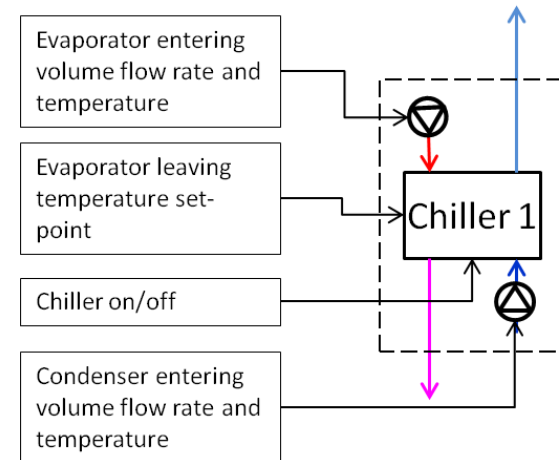 Evaporator entering
volume flow rate and
temperature
Evaporator leaving
temperature set-
point
Chiller 1
Chiller on/off
Condenser entering
volume flow rate and
temperature